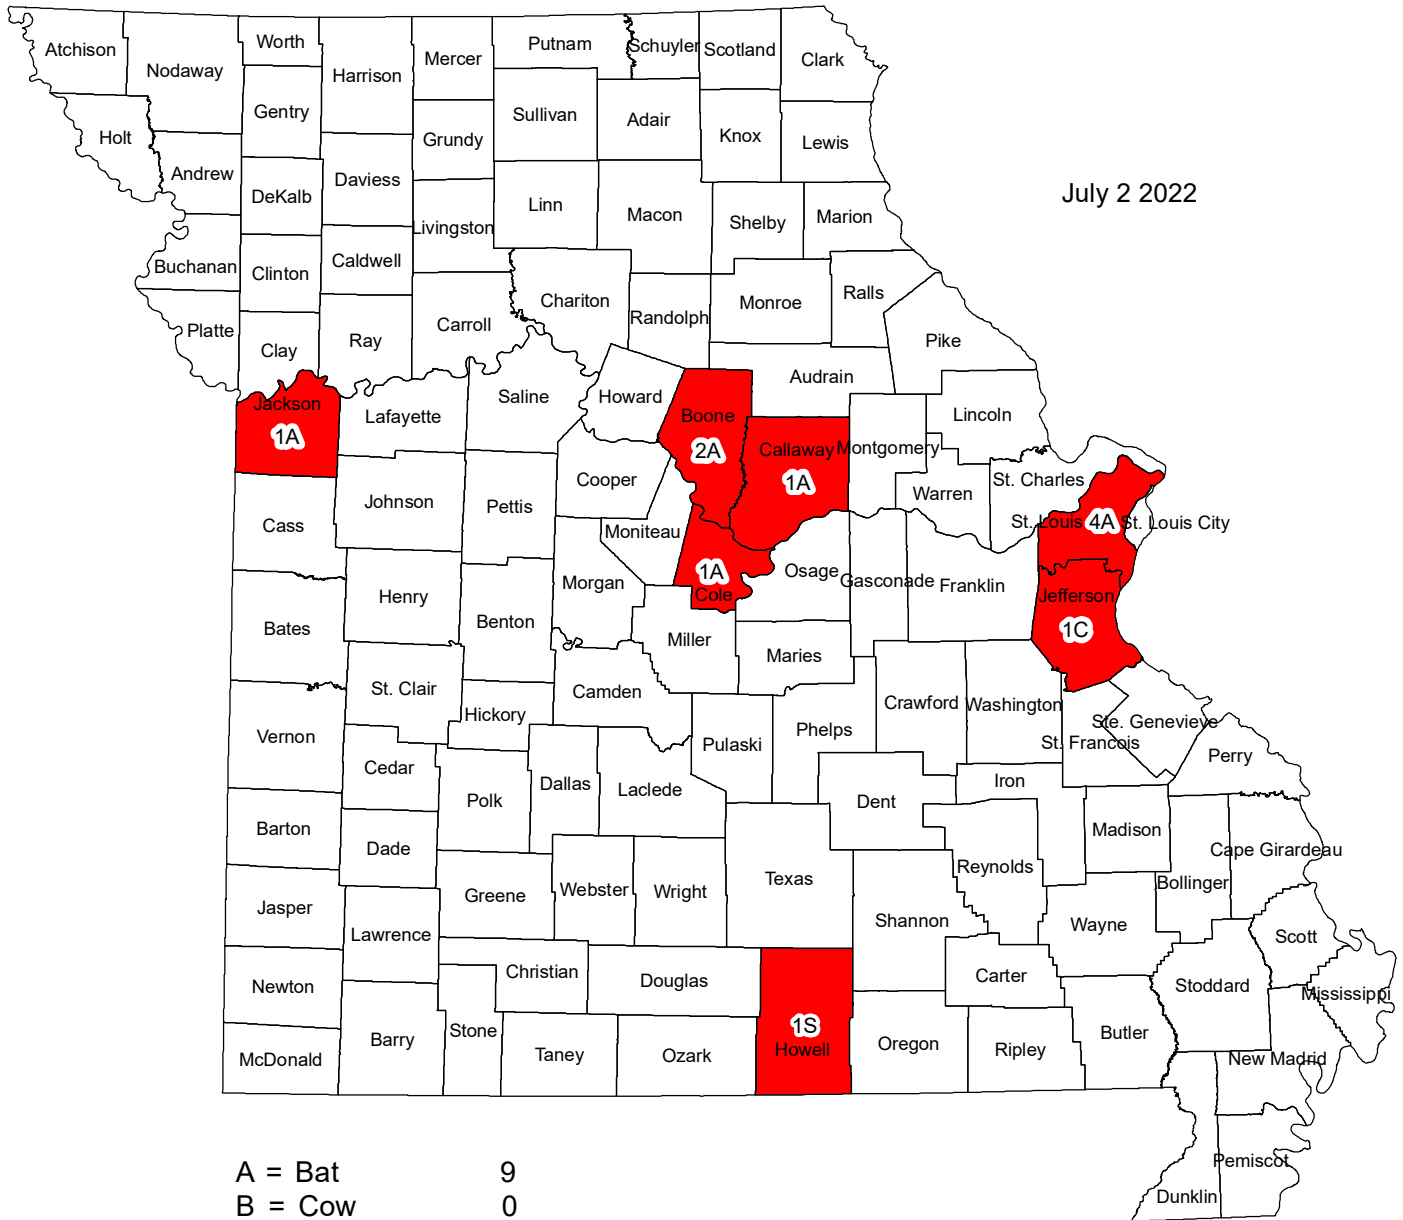 Atchison
Nodaway
Worth
Harrison
Mercer
Putnam
Schuyler
Scotland
Clark
Gentry
Holt
Andrew
DeKalb
Daviess
Grundy
Sullivan
Adair
Knox
Lewis
July 2 2022
Livingston
Linn
Macon
Shelby
Marion
Buchanan
Clinton
Caldwell
Platte
Clay
Ray
Carroll
Chariton
Randolph
Monroe
Ralls
Pike
Audrain
Jackson
1A
Lafayette
Saline
Howard
Boone
2A
Callaway
1A
Montgomery
Lincoln
Warren
St. Charles
St. Louis
4A
St. Louis City
Cass
Johnson
Pettis
Cooper
Moniteau
1A
Cole
Osage
Gasconade
Franklin
Jefferson
1C
Bates
Henry
Benton
Morgan
Miller
Maries
St. Clair
Hickory
Camden
Vernon
Cedar
Polk
Dallas
Laclede
Pulaski
Phelps
Crawford
Washington
St. Francois
Ste. Genevieve
Perry
Iron
Dent
Barton
Dade
Greene
Webster
Wright
Texas
Reynolds
Madison
Cape Girardeau
Bollinger
Jasper
Lawrence
Shannon
Wayne
Scott
Newton
Christian
Douglas
Carter
Stoddard
Mississippi
McDonald
Barry
Stone
Taney
Ozark
1S
Howell
Oregon
Ripley
Butler
New Madrid
Pemiscot
Dunklin
A = Bat 9
B = Cow 0